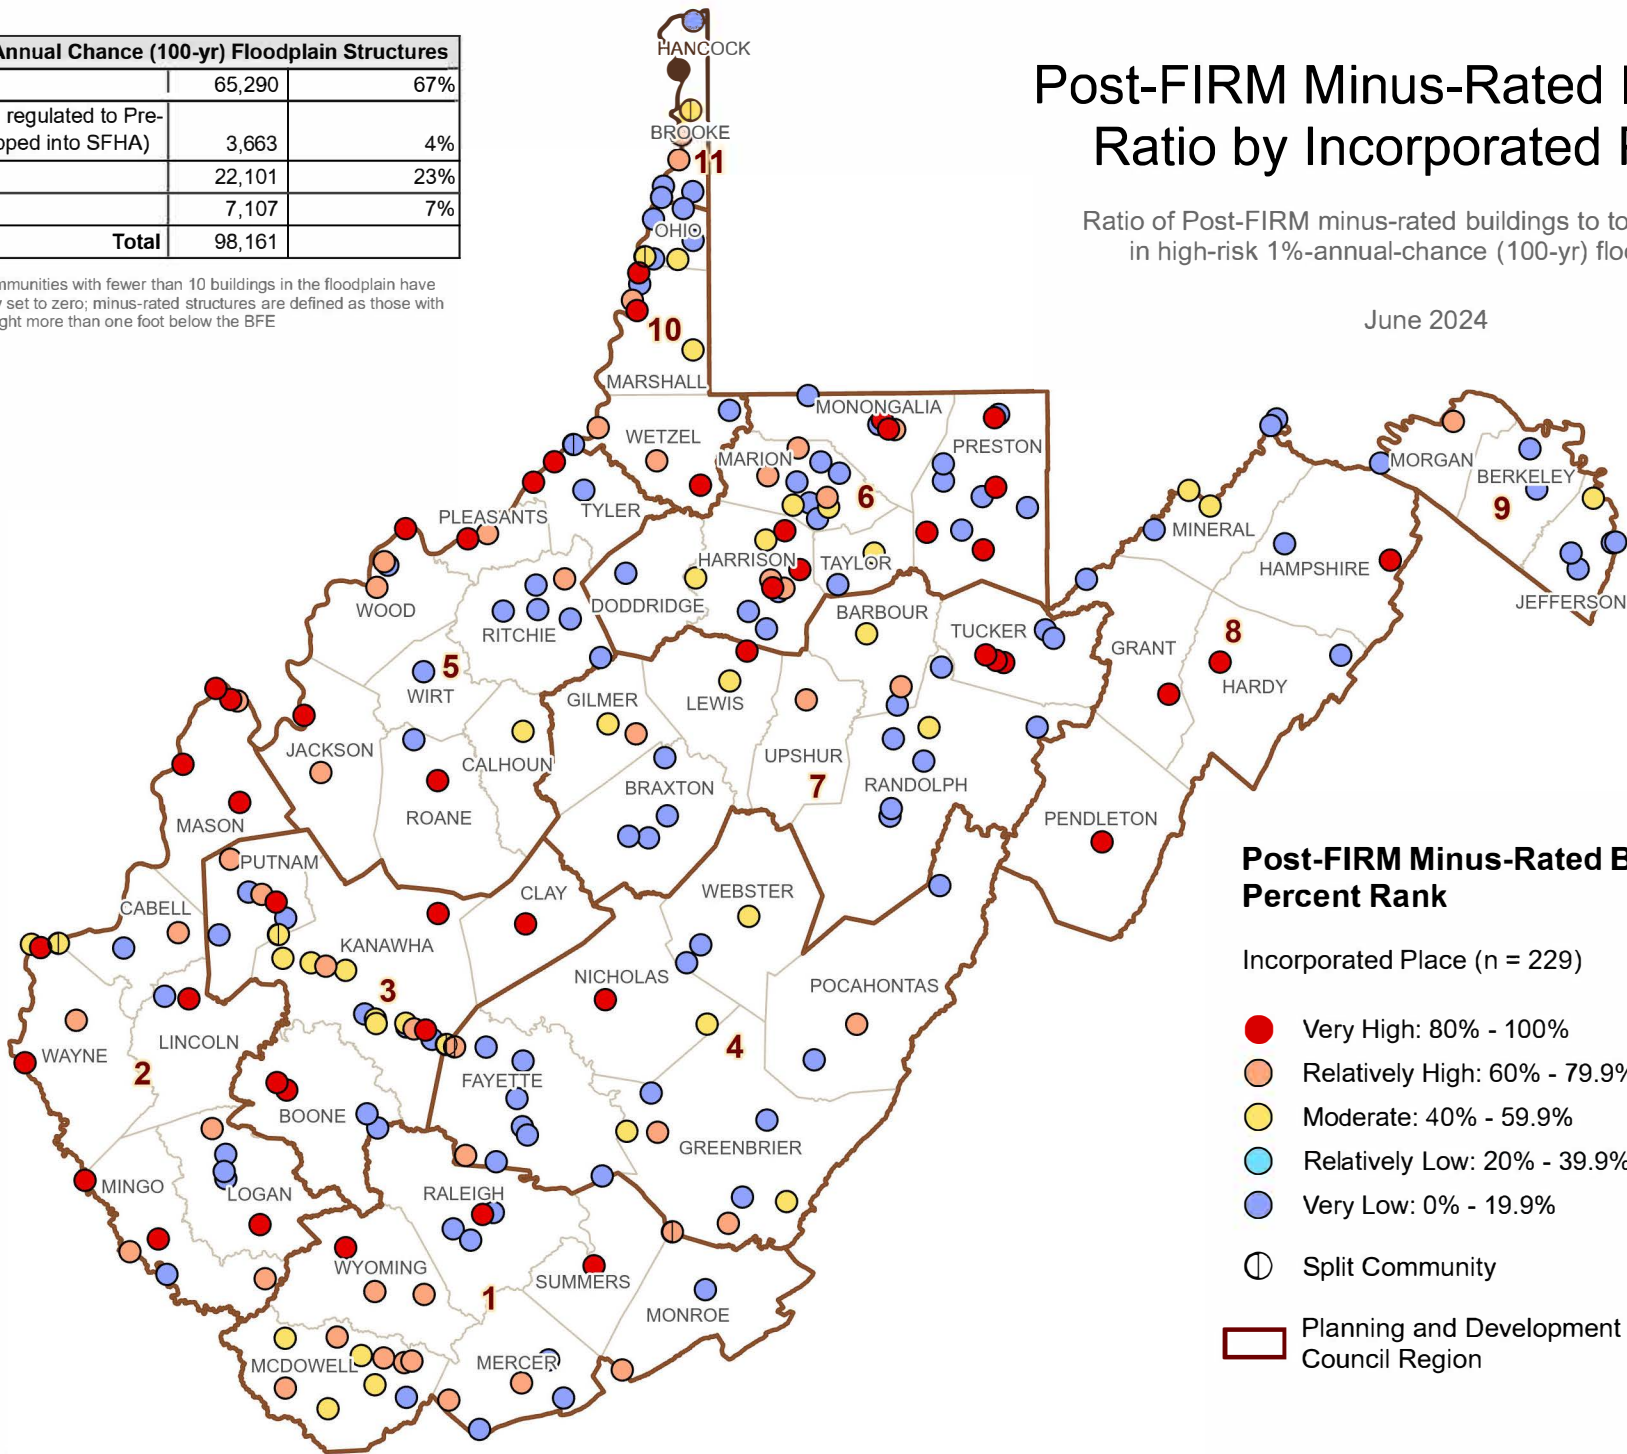 Annual Chance (100-yr) Floodplain Structures
65,290 67%
regulated to Pre-
pped into SFHA) 3,663 4%
22,101 23%
7,107 7%
Total 98,161
mmunities with fewer than 10 buildings in the floodplain have
set to zero; minus-rated structures are defined as those with
ght more than one foot below the BFE
Post-FIRM Minus-Rated
Ratio by Incorporated
Ratio of Post-FIRM minus-rated buildings to to
in high-risk 1%-annual-chance (100-yr) floo
June 2024
HANCOCK
BROOKE
11
OHIO
10
MARSHALL
WETZEL
MONONGALIA
PRESTON
MARION
6
TYLER
PLEASANTS
HARRISON
TAYLOR
DODDRIDGE
WOOD
RITCHIE
BARBOUR
TUCKER
MORGAN
BERKELEY
9
MINERAL
HAMPSHIRE
JEFFERSON
8
GRANT
HARDY
5
WIRT
GILMER
LEWIS
JACKSON
CALHOUN
UPSHUR
7
RANDOLPH
BRAXTON
ROANE
MASON
PENDLETON
PUTNAM
CLAY
WEBSTER
CABELL
KANAWHA
NICHOLAS
POCAHONTAS
3
LINCOLN
WAYNE
2
4
FAYETTE
BOONE
GREENBRIER
MINGO
LOGAN
RALEIGH
WYOMING
SUMMERS
1
MONROE
MCDOWELL
MERCER
Post-FIRM Minus-Rated B
Percent Rank
Incorporated Place (n = 229)
Very High: 80% - 100%
Relatively High: 60% - 79.9%
Moderate: 40% - 59.9%
Relatively Low: 20% - 39.9%
Very Low: 0% - 19.9%
Split Community
Planning and Development
Council Region